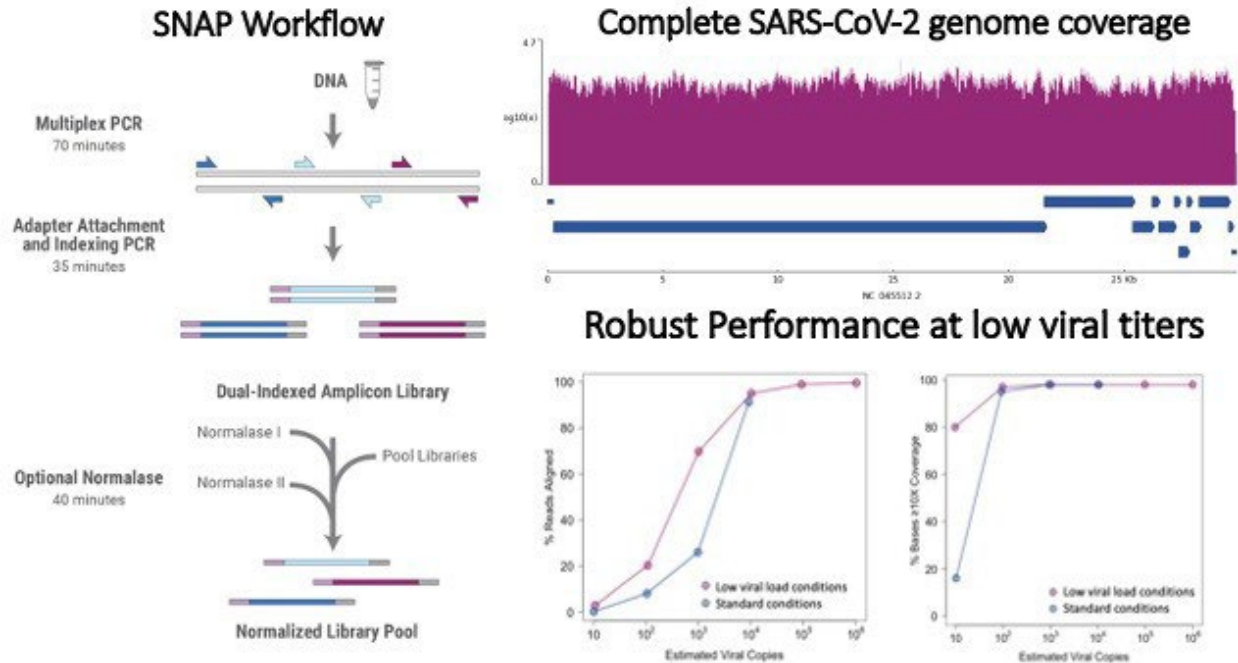 SNAP Workflow
DNA
Multiplex PCR
70 minutes
Adapter Attachment
and Indexing PCR
35 minutes
Dual-Indexed Amplicon Library
Normalase I
Pool Libraries
Normalase II
Optional Normalase
40 minutes
Normalized Library Pool
Complete SARS-CoV-2 genome coverage
4.7
og10(x)
0
0 5 10 15 20 25 Kb
NC 045512 2
Robust Performance at low viral titers
% Reads Aligned
100
80
60
40
20
0
Low viral load conditions
Standard conditions
10 10² 10³ 10⁴ 10⁵ 10⁶
Estimated Viral Copies
% Bases ≥10X Coverage
100
80
60
40
20
0
Low viral load conditions
Standard conditions
10 10² 10³ 10⁴ 10⁵ 10⁶
Estimated Viral Copies